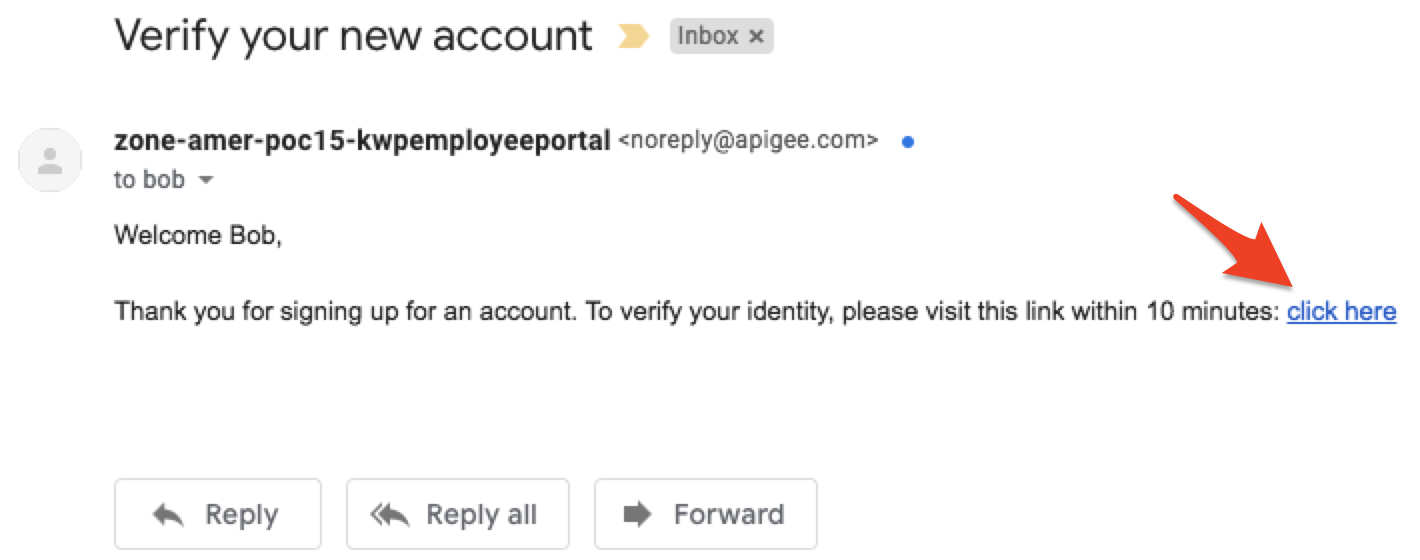 Verify your new account
Inbox ×
zone-amer-poc15-kwpemployeeportal <noreply@apigee.com>
to bob
Welcome Bob,
Thank you for signing up for an account. To verify your identity, please visit this link within 10 minutes: click here
Reply
Reply all
Forward